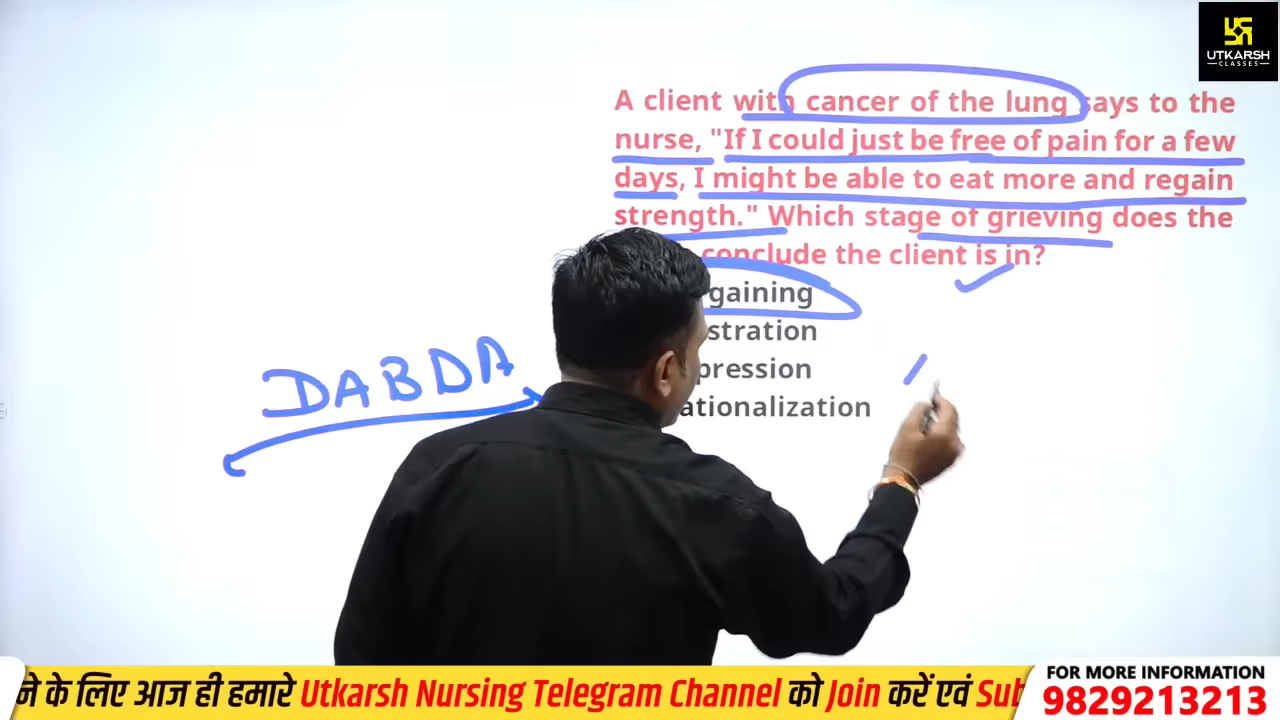 UTKARSH
CLASSES
A client with cancer of the lung says to the
nurse, "If I could just be free of pain for a few
days, I might be able to eat more and regain
strength." Which stage of grieving does the
conclude the client is in?
gaining
stration
pression
ationalization
DABDA
ने के लिए आज ही हमारे Utkarsh Nursing Telegram Channel को Join करें एवं Sub
FOR MORE INFORMATION
9829213213